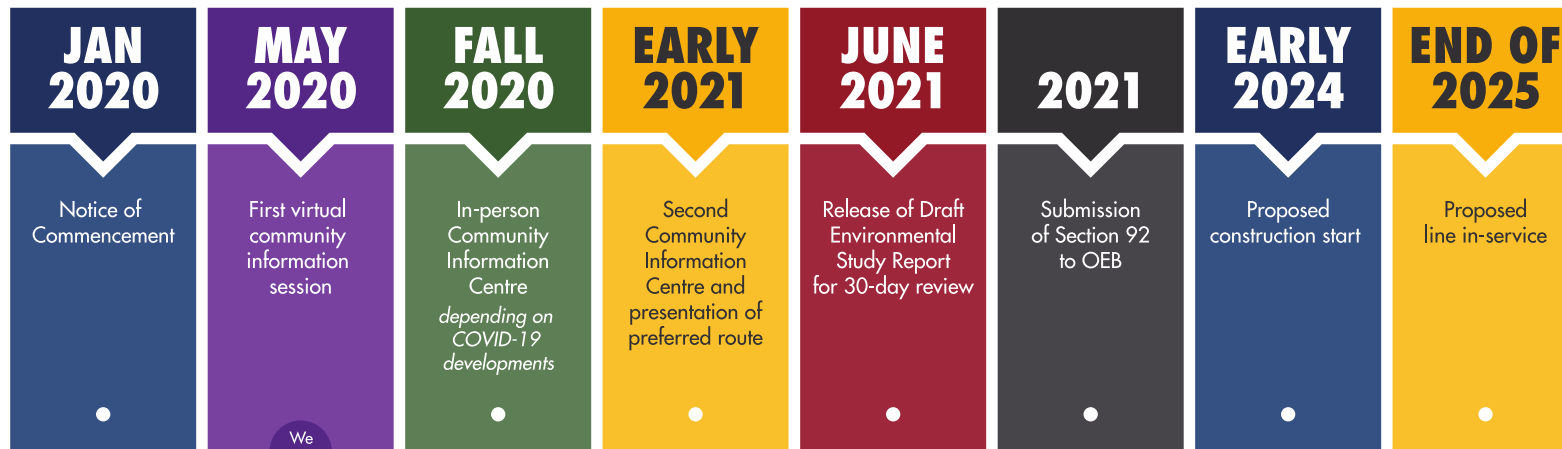 JAN
2020
Notice of
Commencement
MAY
2020
First virtual
community
information
session
We
FALL
2020
In-person
Community
Information
Centre
depending on
COVID-19
developments
EARLY
2021
Second
Community
Information
Centre and
presentation of
preferred route
JUNE
2021
Release of Draft
Environmental
Study Report
for 30-day review
2021
Submission
of Section 92
to OEB
EARLY
2024
Proposed
construction start
END OF
2025
Proposed
line in-service